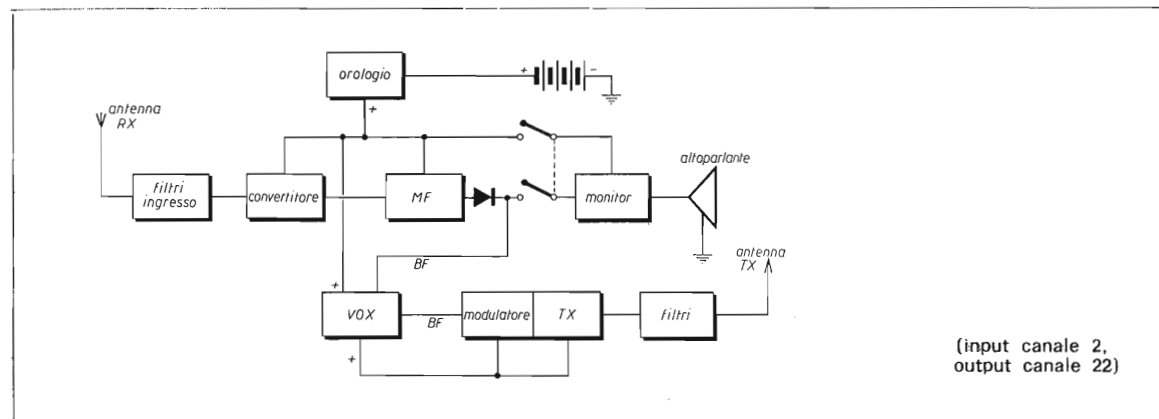 orologio
+
-
+
antenna
RX
altoparlante
filtri
ingresso
convertitore
MF
monitor
antenna
TX
BF
+
VOX
BF
modulatore
TX
filtri
+
(input canale 2,
output canale 22)